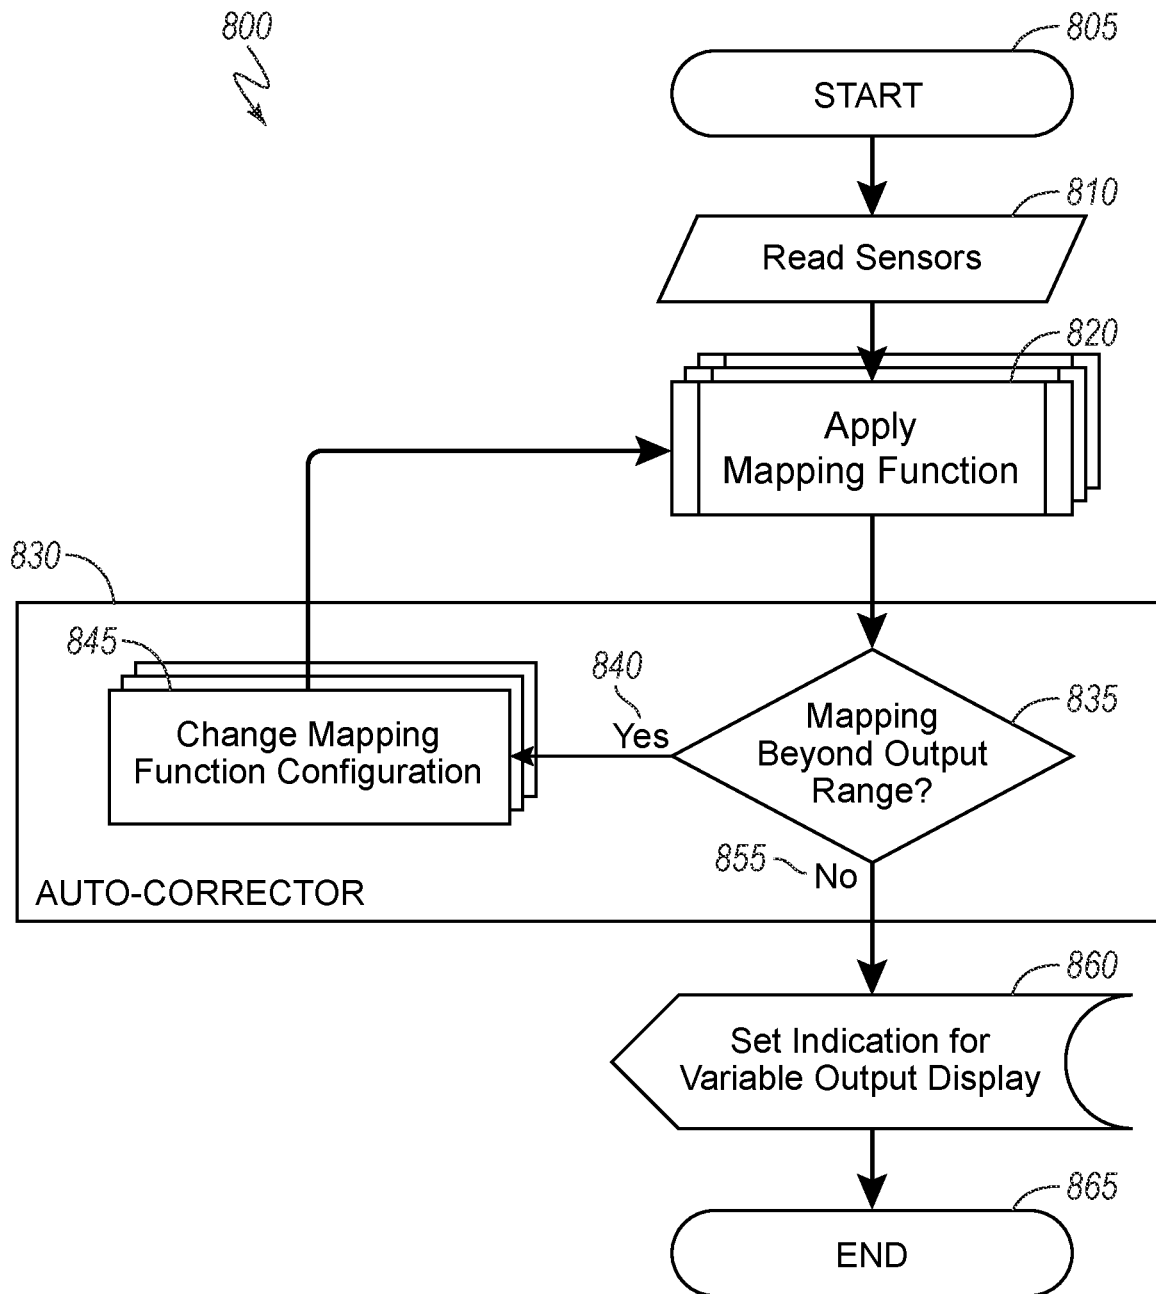 800
805
START
810
Read Sensors
820
Apply
Mapping Function
830
845
Change Mapping
Function Configuration
840
Yes
835
Mapping
Beyond Output
Range?
855
No
AUTO-CORRECTOR
860
Set Indication for
Variable Output Display
865
END